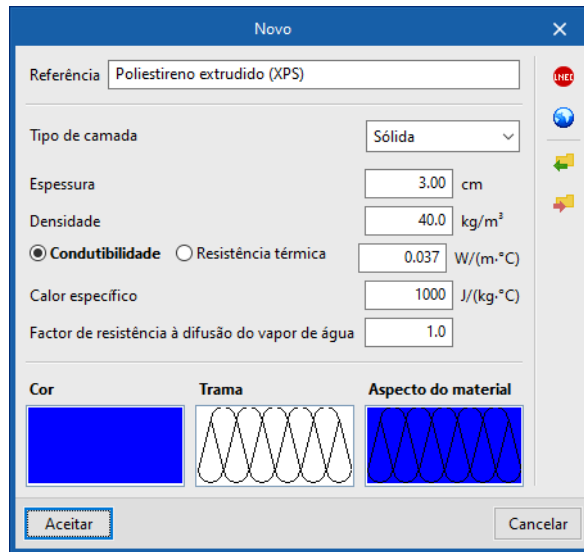 Novo
Referência Poliestireno extrudido (XPS)
LNEC
Tipo de camada Sólida
Espessura 3.00 cm
Densidade 40.0 kg/m³
Condutibilidade Resistência térmica 0.037 W/(m·°C)
Calor específico 1000 J/(kg·°C)
Factor de resistência à difusão do vapor de água 1.0
Cor Trama Aspecto do material
Aceitar Cancelar